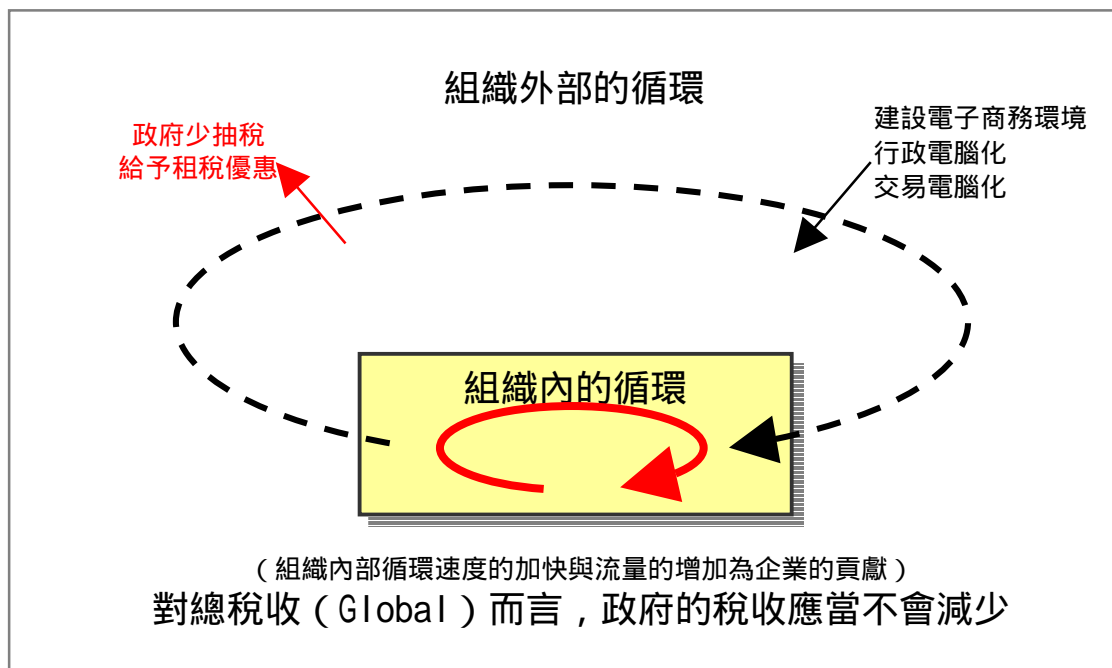 組織外部的循環
政府少抽稅
給予租稅優惠
建設電子商務環境
行政電腦化
交易電腦化
組織內的循環
（組織內部循環速度的加快與流量的增加為企業的貢獻）
對總稅收（Global）而言，政府的稅收應當不會減少